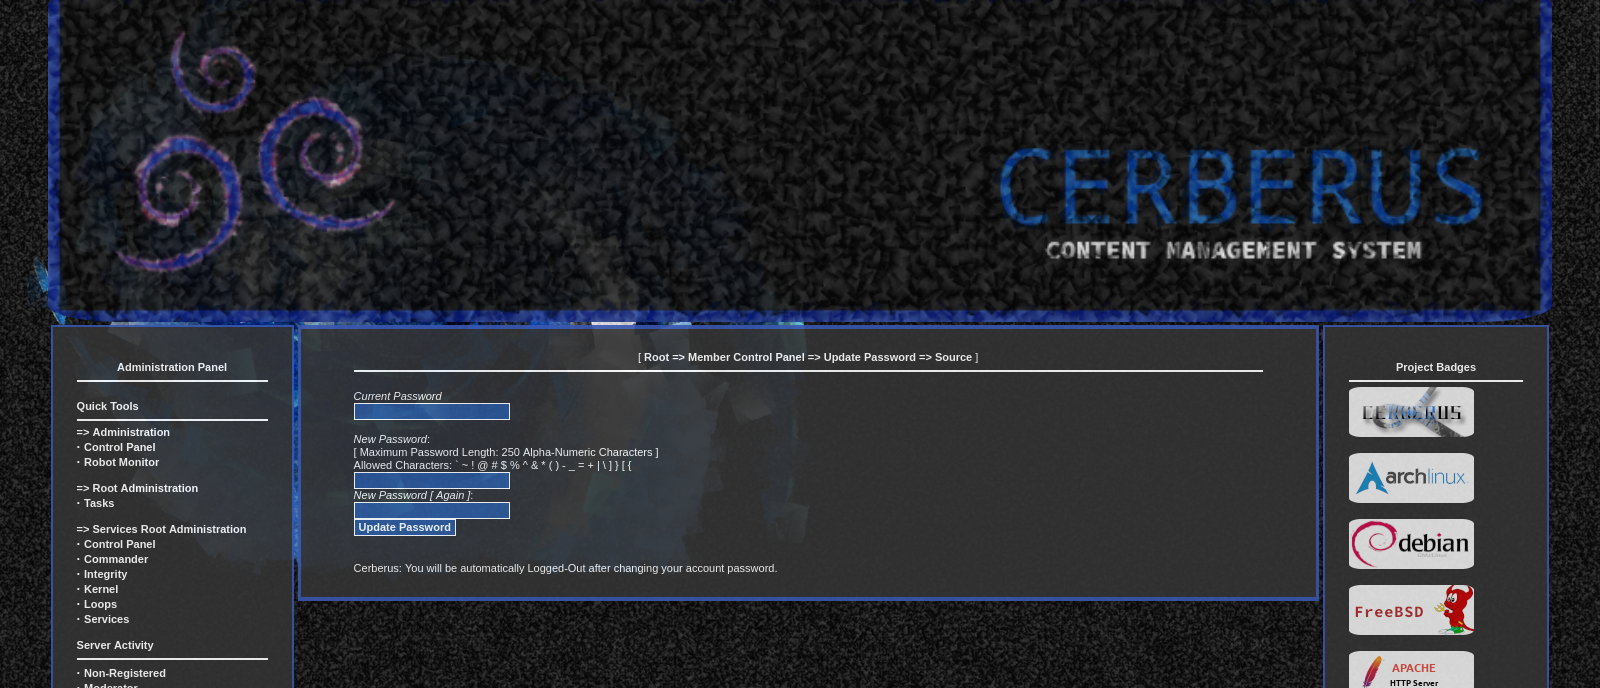 CERBERUS
CONTENT MANAGEMENT SYSTEM
Administration Panel
Quick Tools
=> Administration
· Control Panel
· Robot Monitor
=> Root Administration
· Tasks
=> Services Root Administration
· Control Panel
· Commander
· Integrity
· Kernel
· Loops
· Services
Server Activity
· Non-Registered
· Moderator
[ Root => Member Control Panel => Update Password => Source ]
Current Password
New Password:
[ Maximum Password Length: 250 Alpha-Numeric Characters ]
Allowed Characters: ` ~ ! @ # $ % ^ & * ( ) - _ = + | \ ] } [ {
New Password [ Again ]:
Update Password
Cerberus: You will be automatically Logged-Out after changing your account password.
Project Badges
CERBERUS
archlinux
debian
FreeBSD
APACHE
HTTP Server